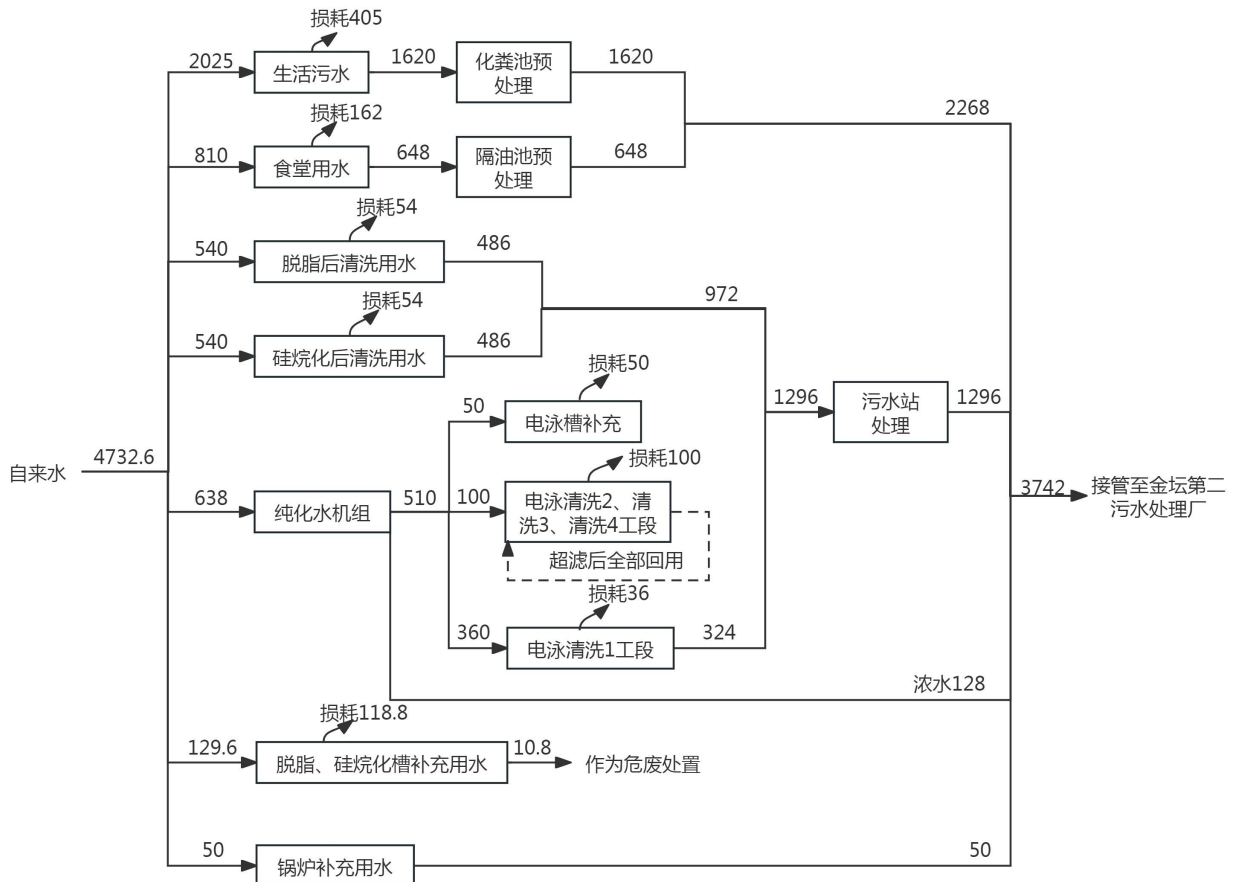 损耗405
2025
生活污水
1620
化粪池预
处理
1620
2268
损耗162
810
食堂用水
648
隔油池预
处理
648
损耗54
540
脱脂后清洗用水
486
972
损耗54
540
硅烷化后清洗用水
486
损耗50
50
电泳槽补充
1296
污水站
处理
1296
自来水
4732.6
638
纯化水机组
510
100
损耗100
电泳清洗2、清
洗3、清洗4工段
超滤后全部回用
3742
接管至金坛第二
污水处理厂
损耗36
360
电泳清洗1工段
324
浓水128
损耗118.8
129.6
脱脂、硅烷化槽补充用水
10.8
作为危废处置
50
锅炉补充用水
50